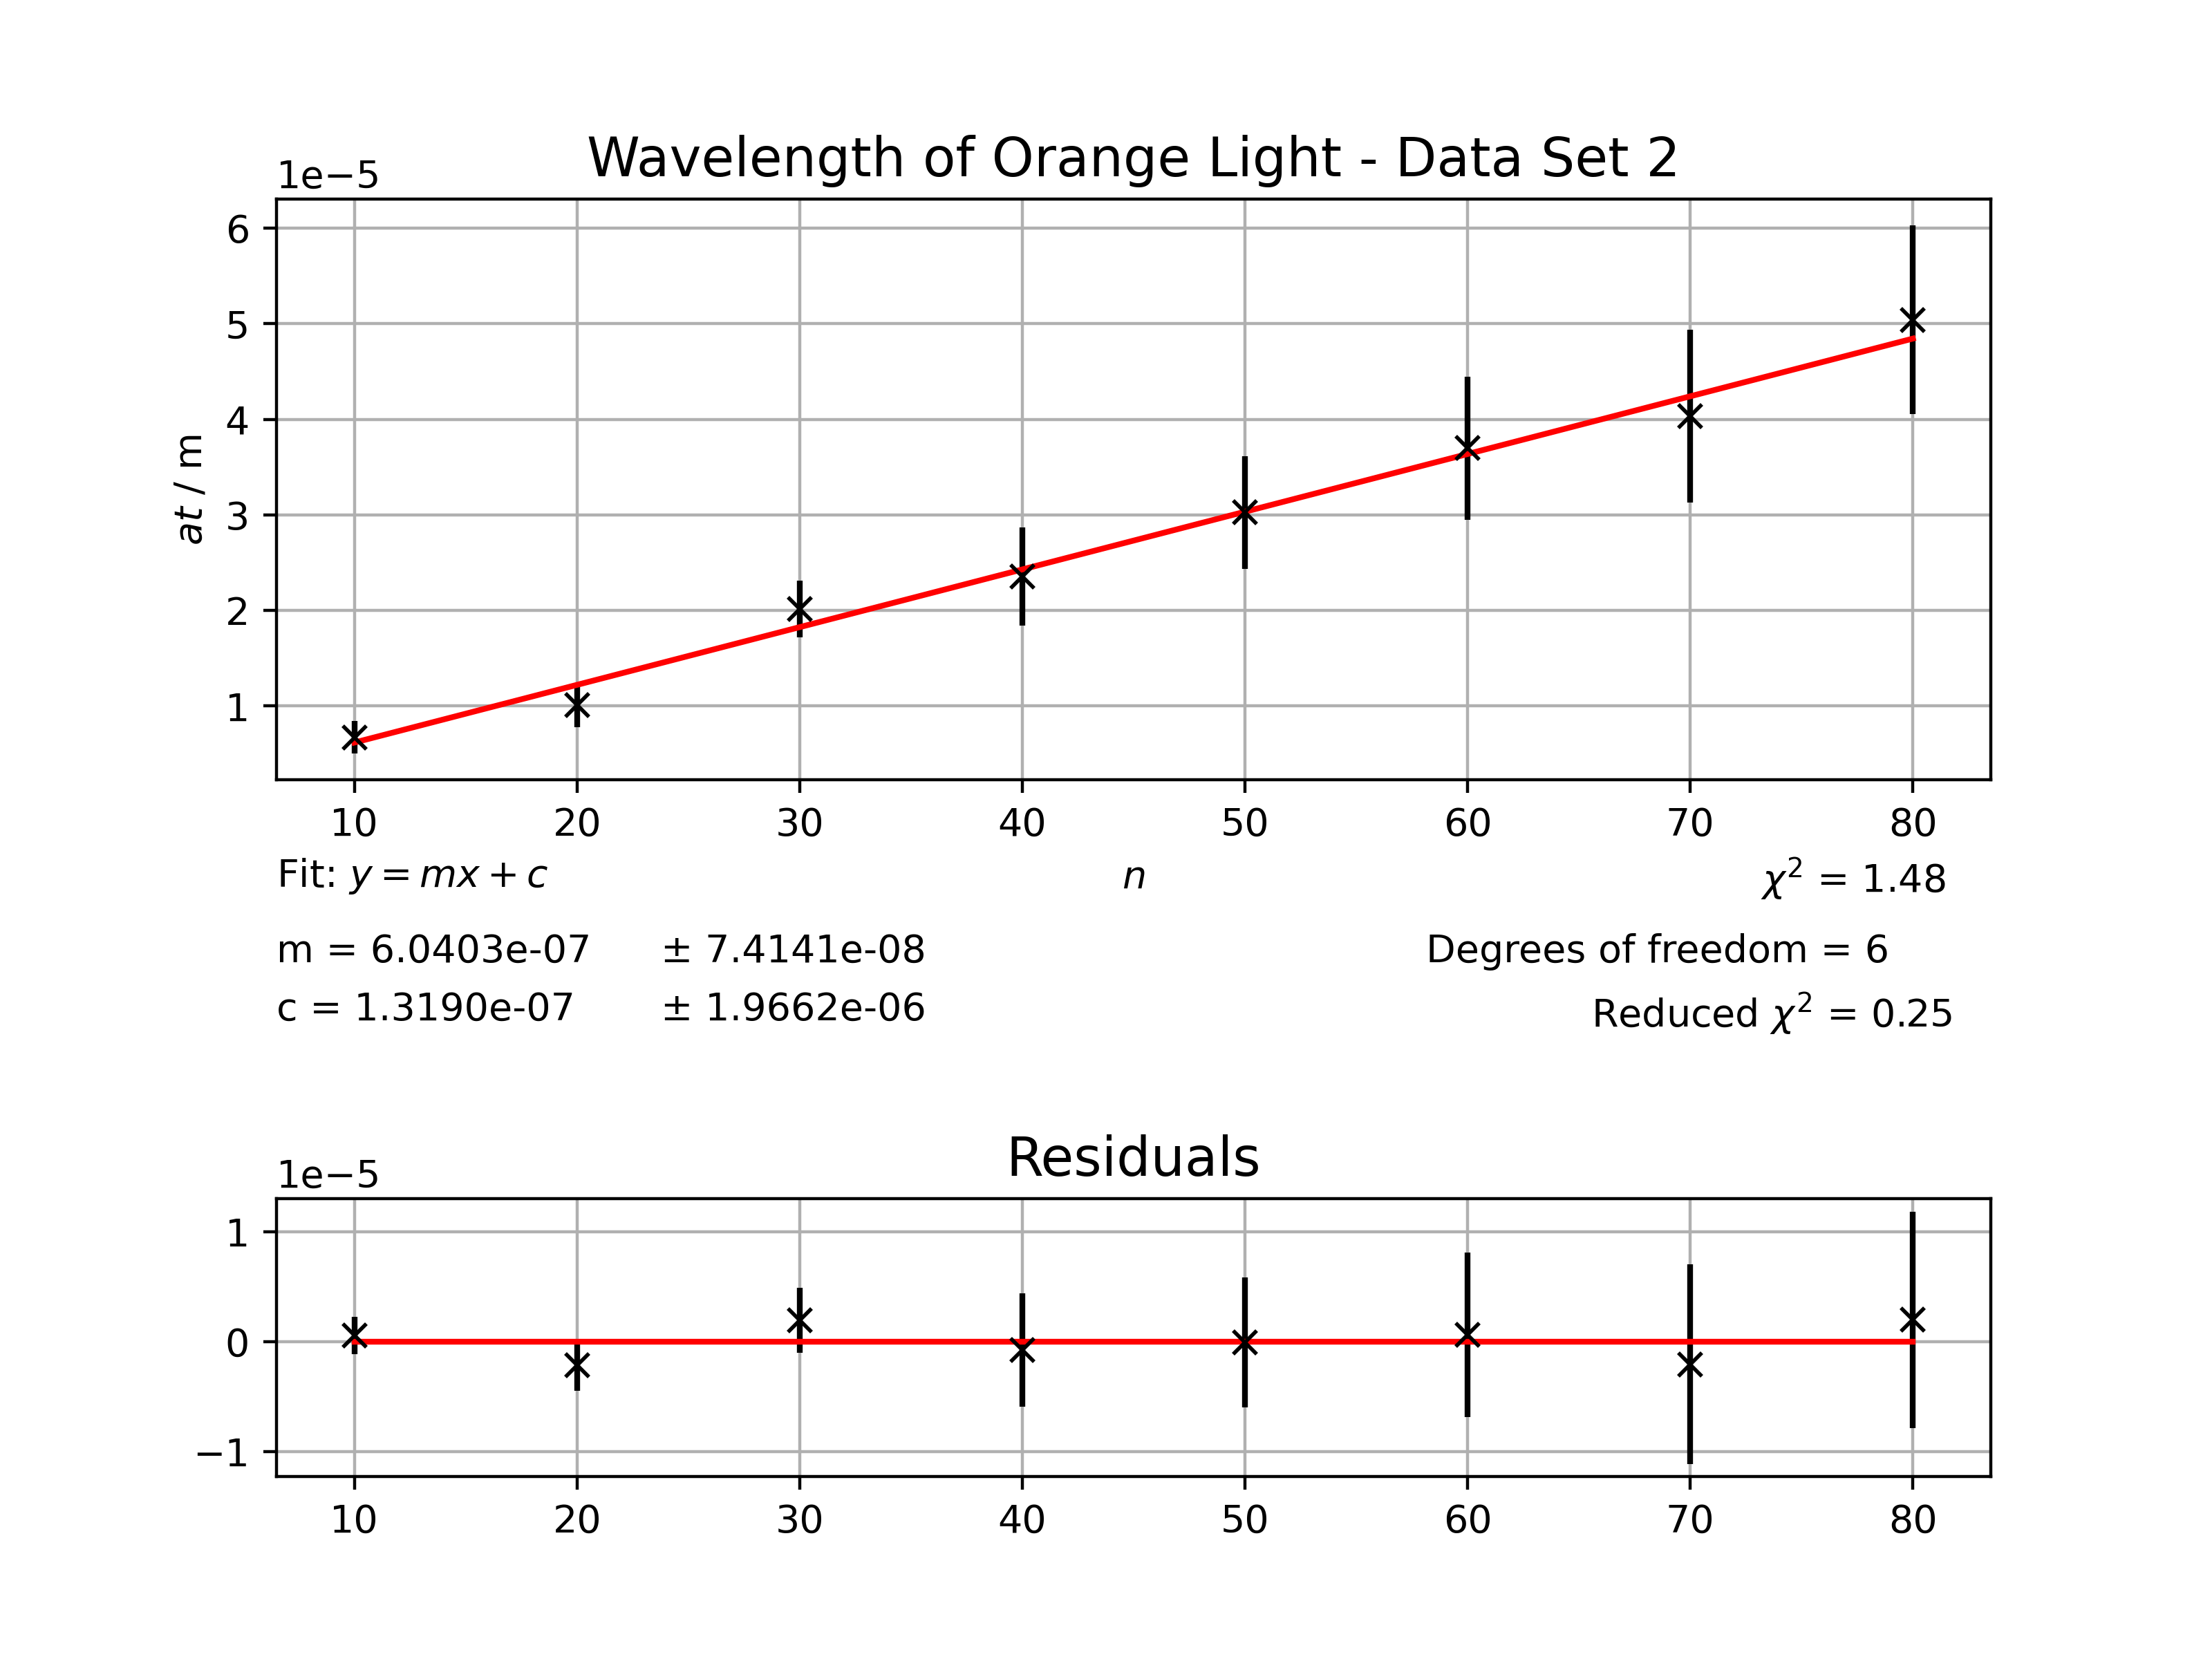 Wavelength of Orange Light - Data Set 2
1e−5
6
5
4
3
2
1
at / m
10 20 30 40 50 60 70 80
n
Fit: y = mx + c
χ² = 1.48
m = 6.0403e-07 ± 7.4141e-08
Degrees of freedom = 6
c = 1.3190e-07 ± 1.9662e-06
Reduced χ² = 0.25
Residuals
1e−5
1
0
−1
10 20 30 40 50 60 70 80